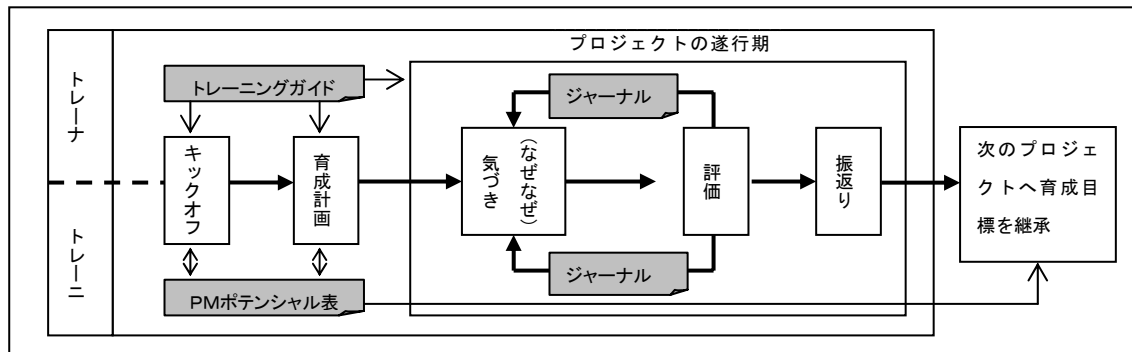 プロジェクトの遂行期
トレーナ
トレーニ
トレーニングガイド
キックオフ
育成計画
PMポテンシャル表
ジャーナル
気づき
(なぜなぜ)
ジャーナル
評価
振返り
次のプロジェ
クトへ育成目
標を継承